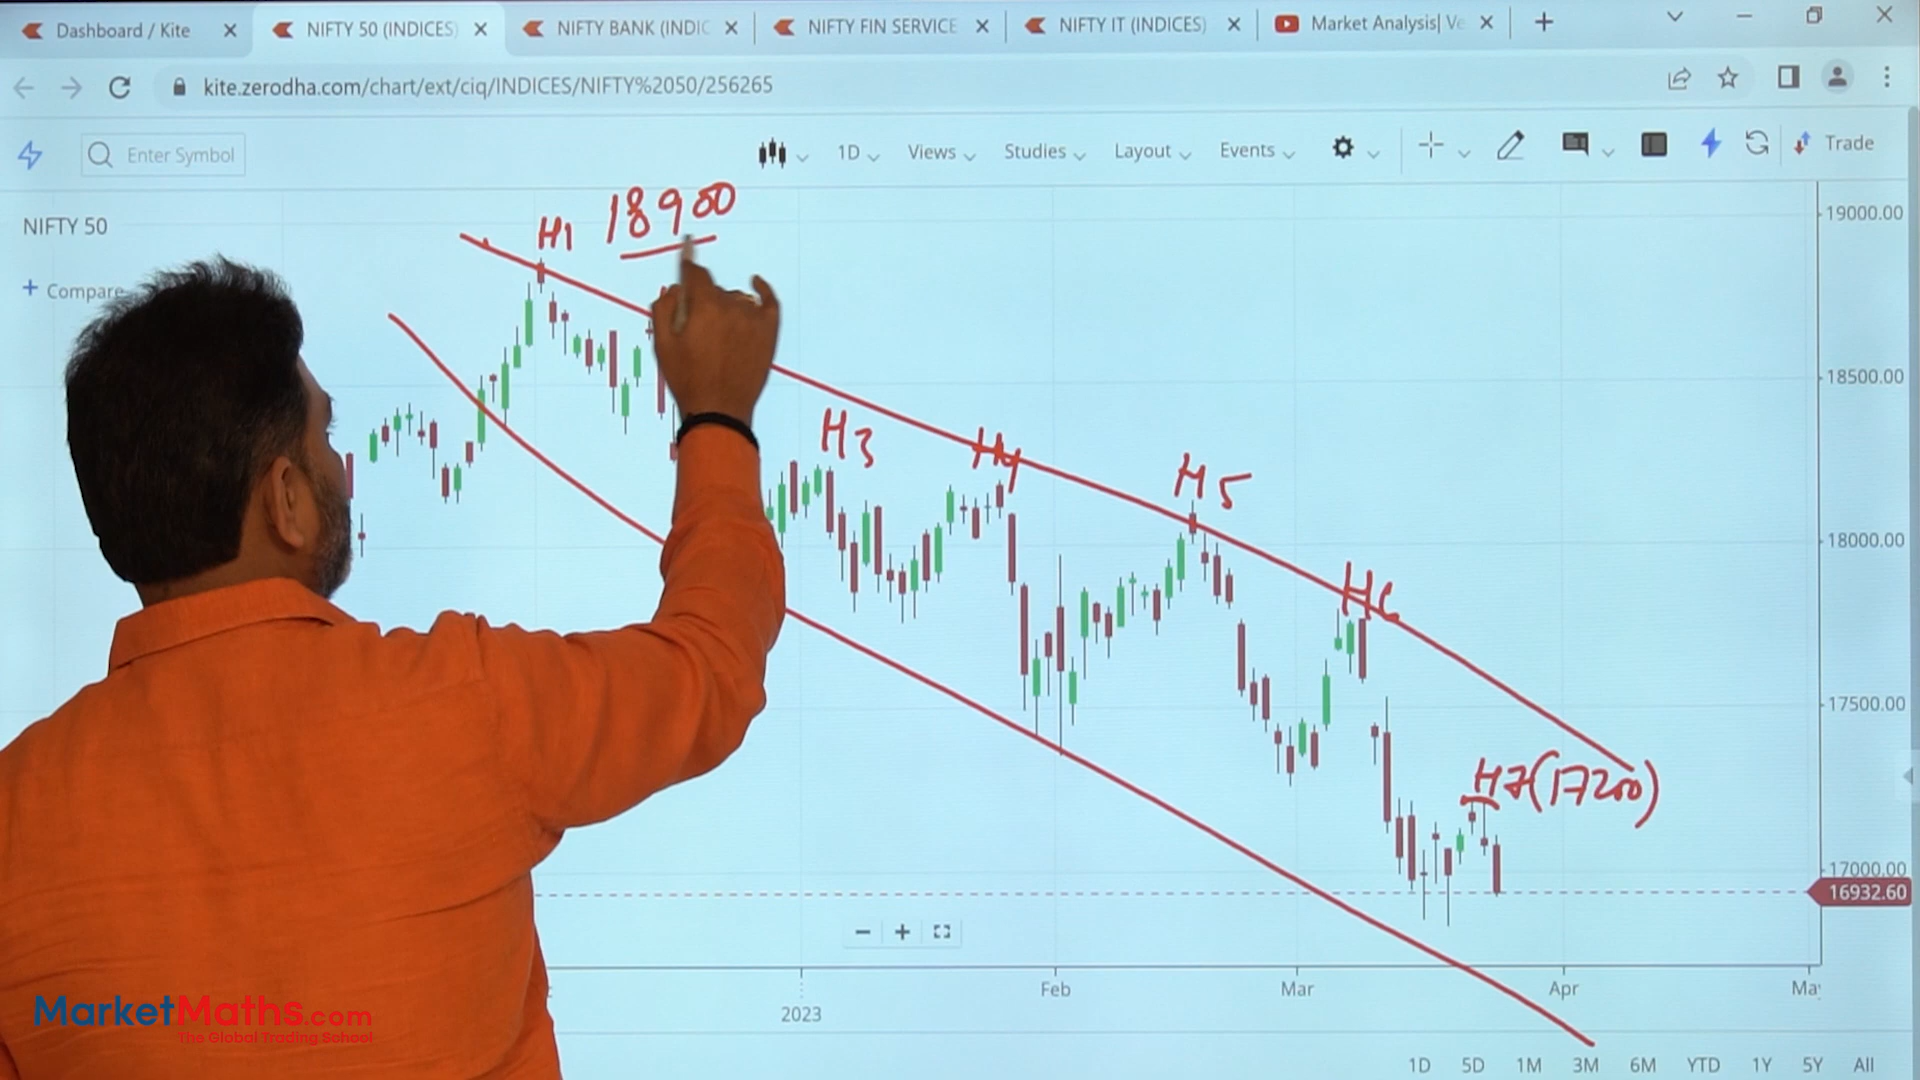 Dashboard / Kite
NIFTY 50 (INDICES)
NIFTY BANK (INDIC
NIFTY FIN SERVICE
NIFTY IT (INDICES)
Market Analysis| Ve
kite.zerodha.com/chart/ext/ciq/INDICES/NIFTY%2050/256265
Enter Symbol
1D
Views
Studies
Layout
Events
Trade
NIFTY 50
+ Compare
H1
18900
H3
H4
H5
H6
H7(17200)
19000.00
18500.00
18000.00
17500.00
17000.00
16932.60
2023
Feb
Mar
Apr
MarketMaths.com
The Global Trading School
1D 5D 1M 3M 6M YTD 1Y 5Y All